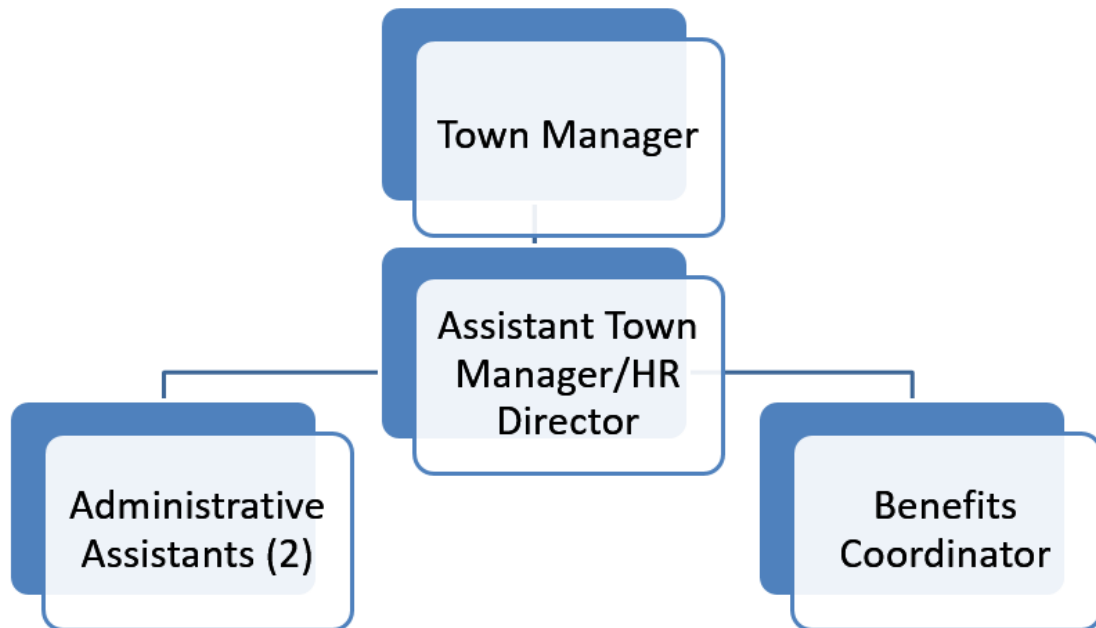 Town Manager
Assistant Town
Manager/HR
Director
Administrative
Assistants (2)
Benefits
Coordinator